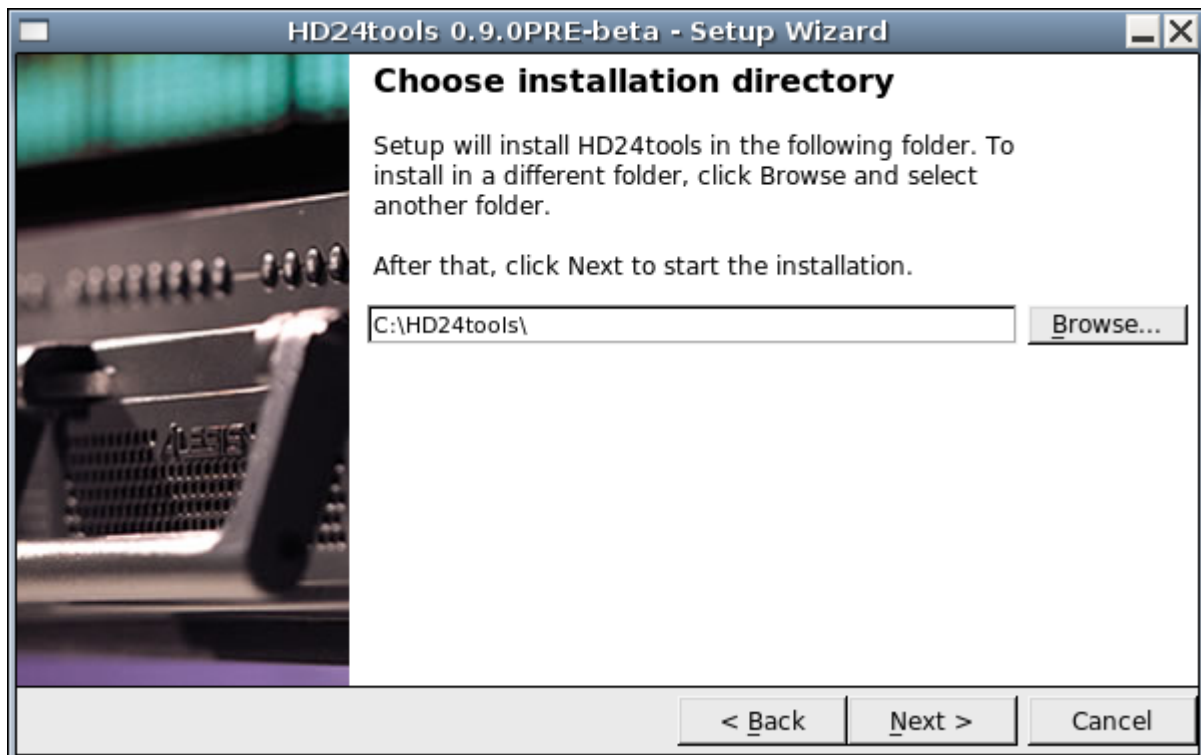 HD24tools 0.9.0PRE-beta - Setup Wizard
Choose installation directory
Setup will install HD24tools in the following folder. To
install in a different folder, click Browse and select
another folder.
After that, click Next to start the installation.
C:\HD24tools\
Browse...
ALESIS
< Back
Next >
Cancel